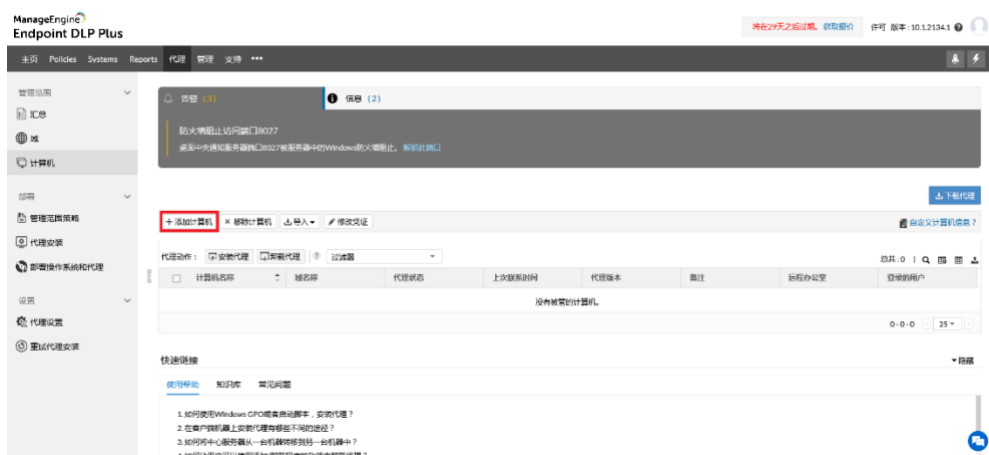 ManageEngine
Endpoint DLP Plus
将在29天之后过期。 获取报价 许可 版本：10.1.2134.1
主页 Policies Systems Reports 代理 管理 支持 •••
管理范围
汇总
域
计算机
部署
管理范围策略
代理安装
部署操作系统和代理
设置
代理设置
重试代理安装
告警 (3) 信息 (2)
防火墙阻止访问端口8027
桌面中央通知服务器端口8027被服务器中的Windows防火墙阻止。 解锁此端口
下载代理
+ 添加计算机 × 移除计算机 导入 修改凭证
自定义计算机信息？
代理动作： 安装代理 卸载代理 过滤器
总共:0
计算机名称 域名称 代理状态 上次联系时间 代理版本 备注 远程办公室 登录的用户
没有被管的计算机。
0-0-0 25
快速链接
隐藏
使用帮助 知识库 常见问题
1. 如何使用Windows GPO或者启动脚本，安装代理？
2. 在客户端机器上安装代理有哪些不同的途径？
3. 如何将中心服务器从一台机器转移到另一台机器中？